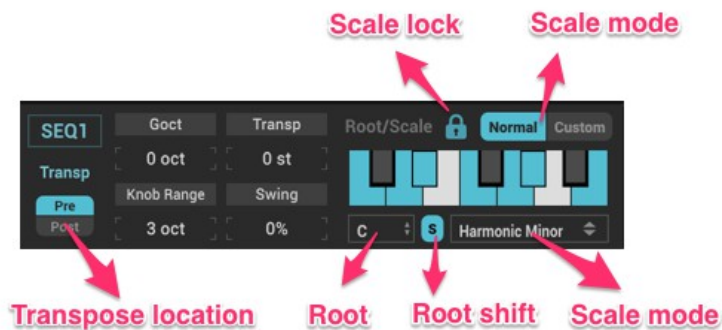 Scale lock
Scale mode
SEQ1
Goct
Transp
Root/Scale
Normal
Custom
0 oct
0 st
Transp
Knob Range
Swing
Pre
Post
3 oct
0%
C
S
Harmonic Minor
Transpose location
Root
Root shift
Scale mode